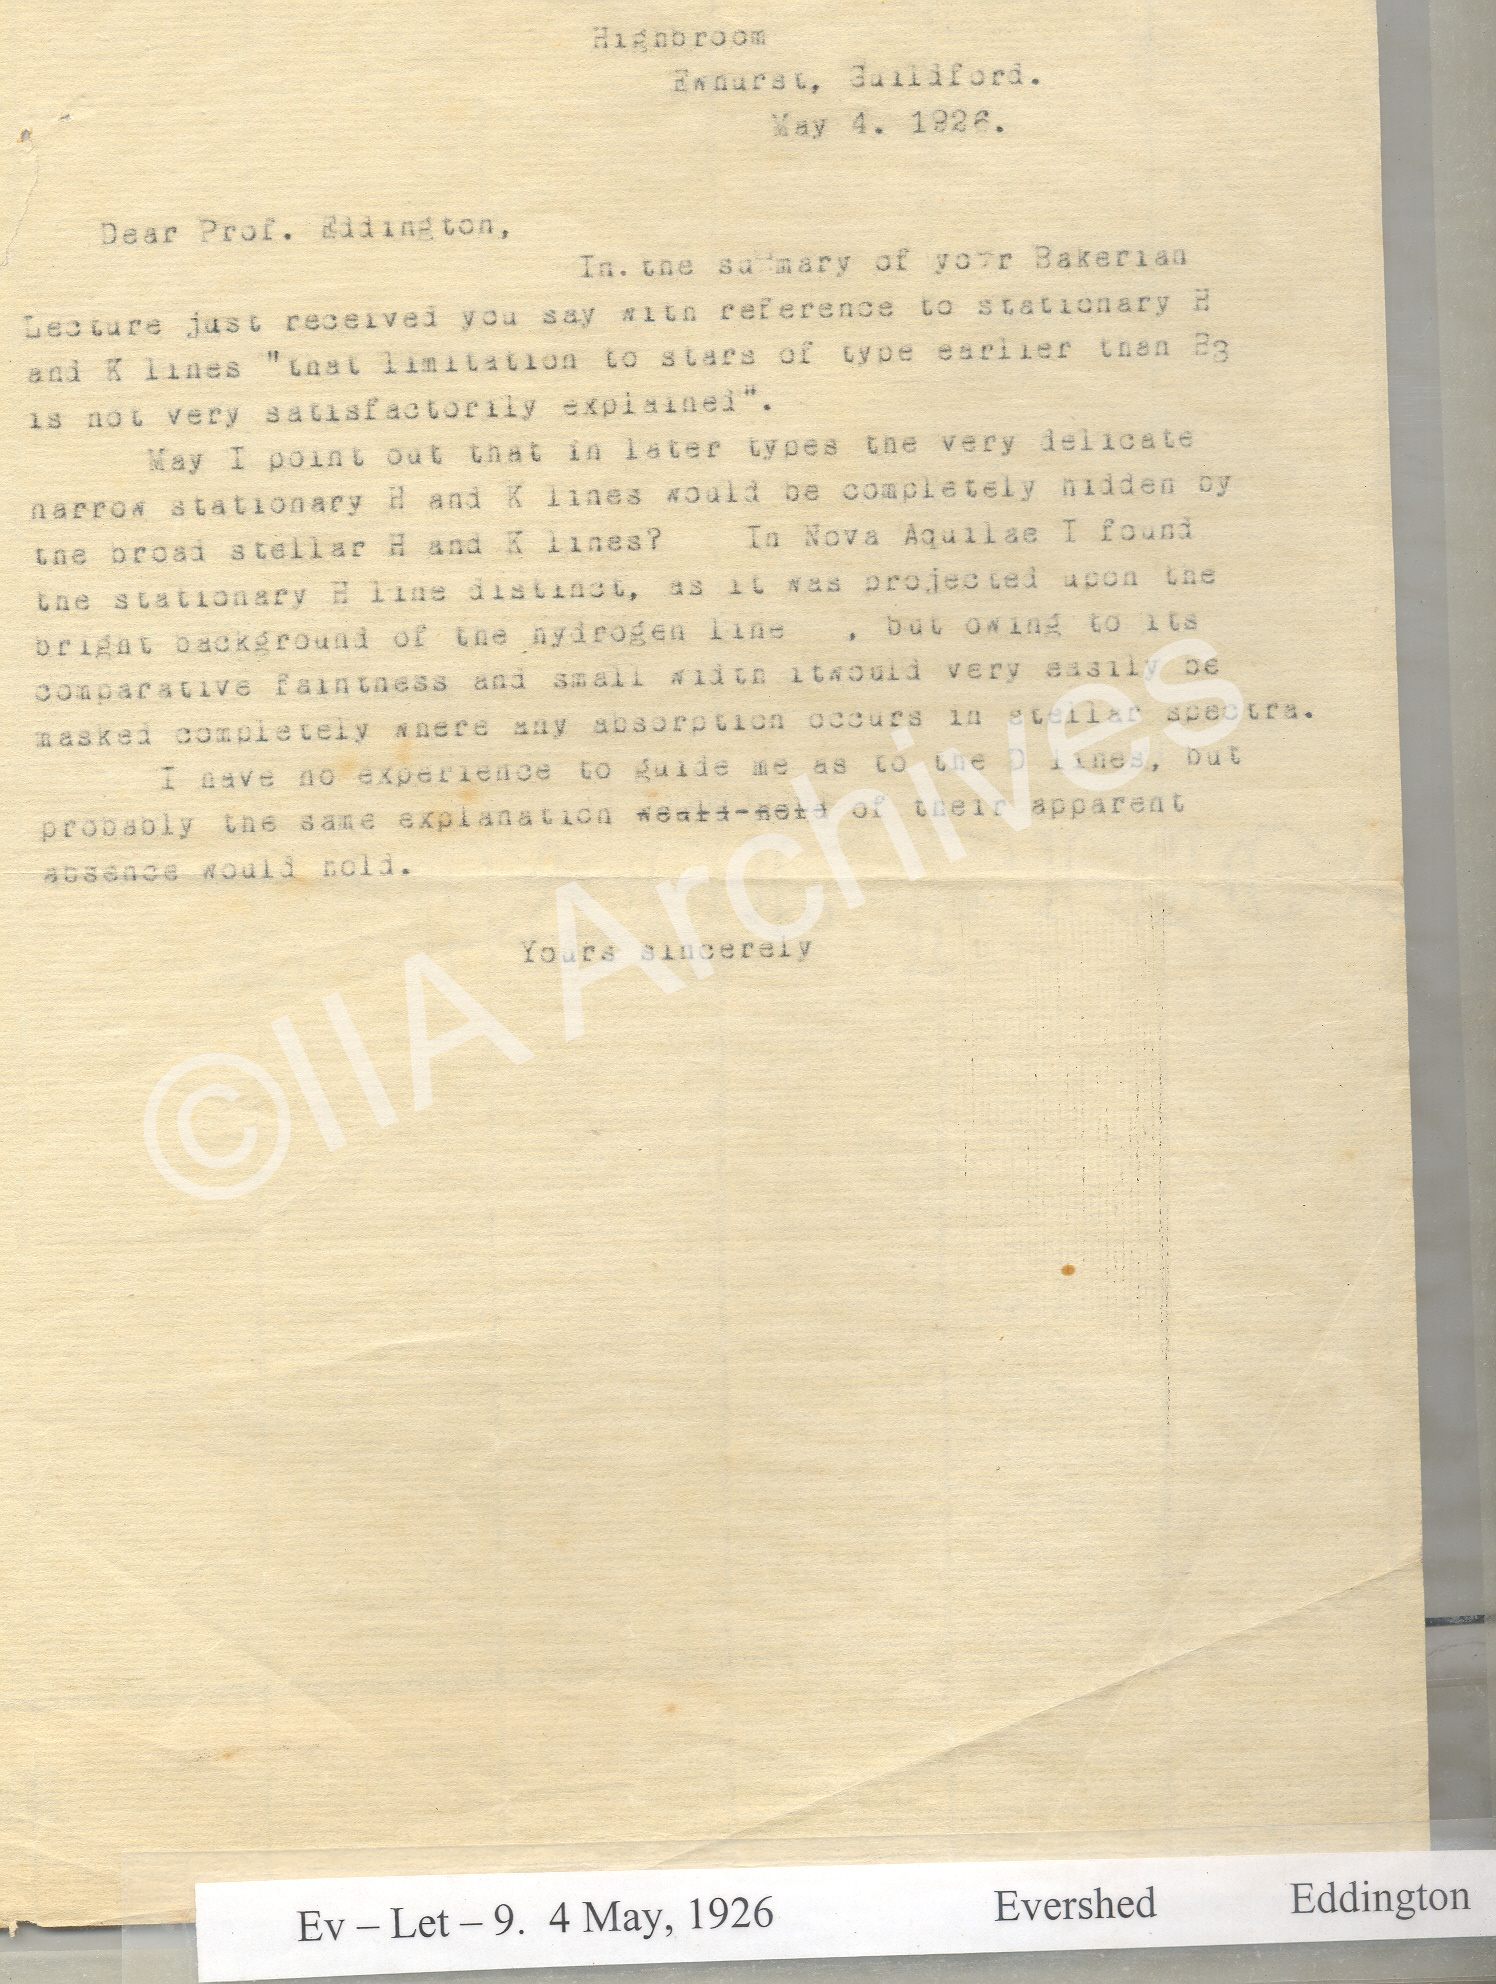 Highbroom
Ewhurst, Guildford.
May 4. 1926.
Dear Prof. Eddington,
In.the summary of your Bakerian
Lecture just received you say with reference to stationary H
and K lines "that limitation to stars of type earlier than B3
is not very satisfactorily explained".
May I point out that in later types the very delicate
narrow stationary H and K lines would be completely hidden by
the broad stellar H and K lines? In Nova Aquilae I found
the stationary H line distinct, as it was projected upon the
bright background of the hydrogen line , but owing to its
comparative faintness and small width itwould very easily be
masked completely where any absorption occurs in stellar spectra.
I have no experience to guide me as to the D lines, but
probably the same explanation would-hold of their apparent
absence would hold.
Yours sincerely
©IIA Archives
Ev – Let – 9. 4 May, 1926 Evershed Eddington